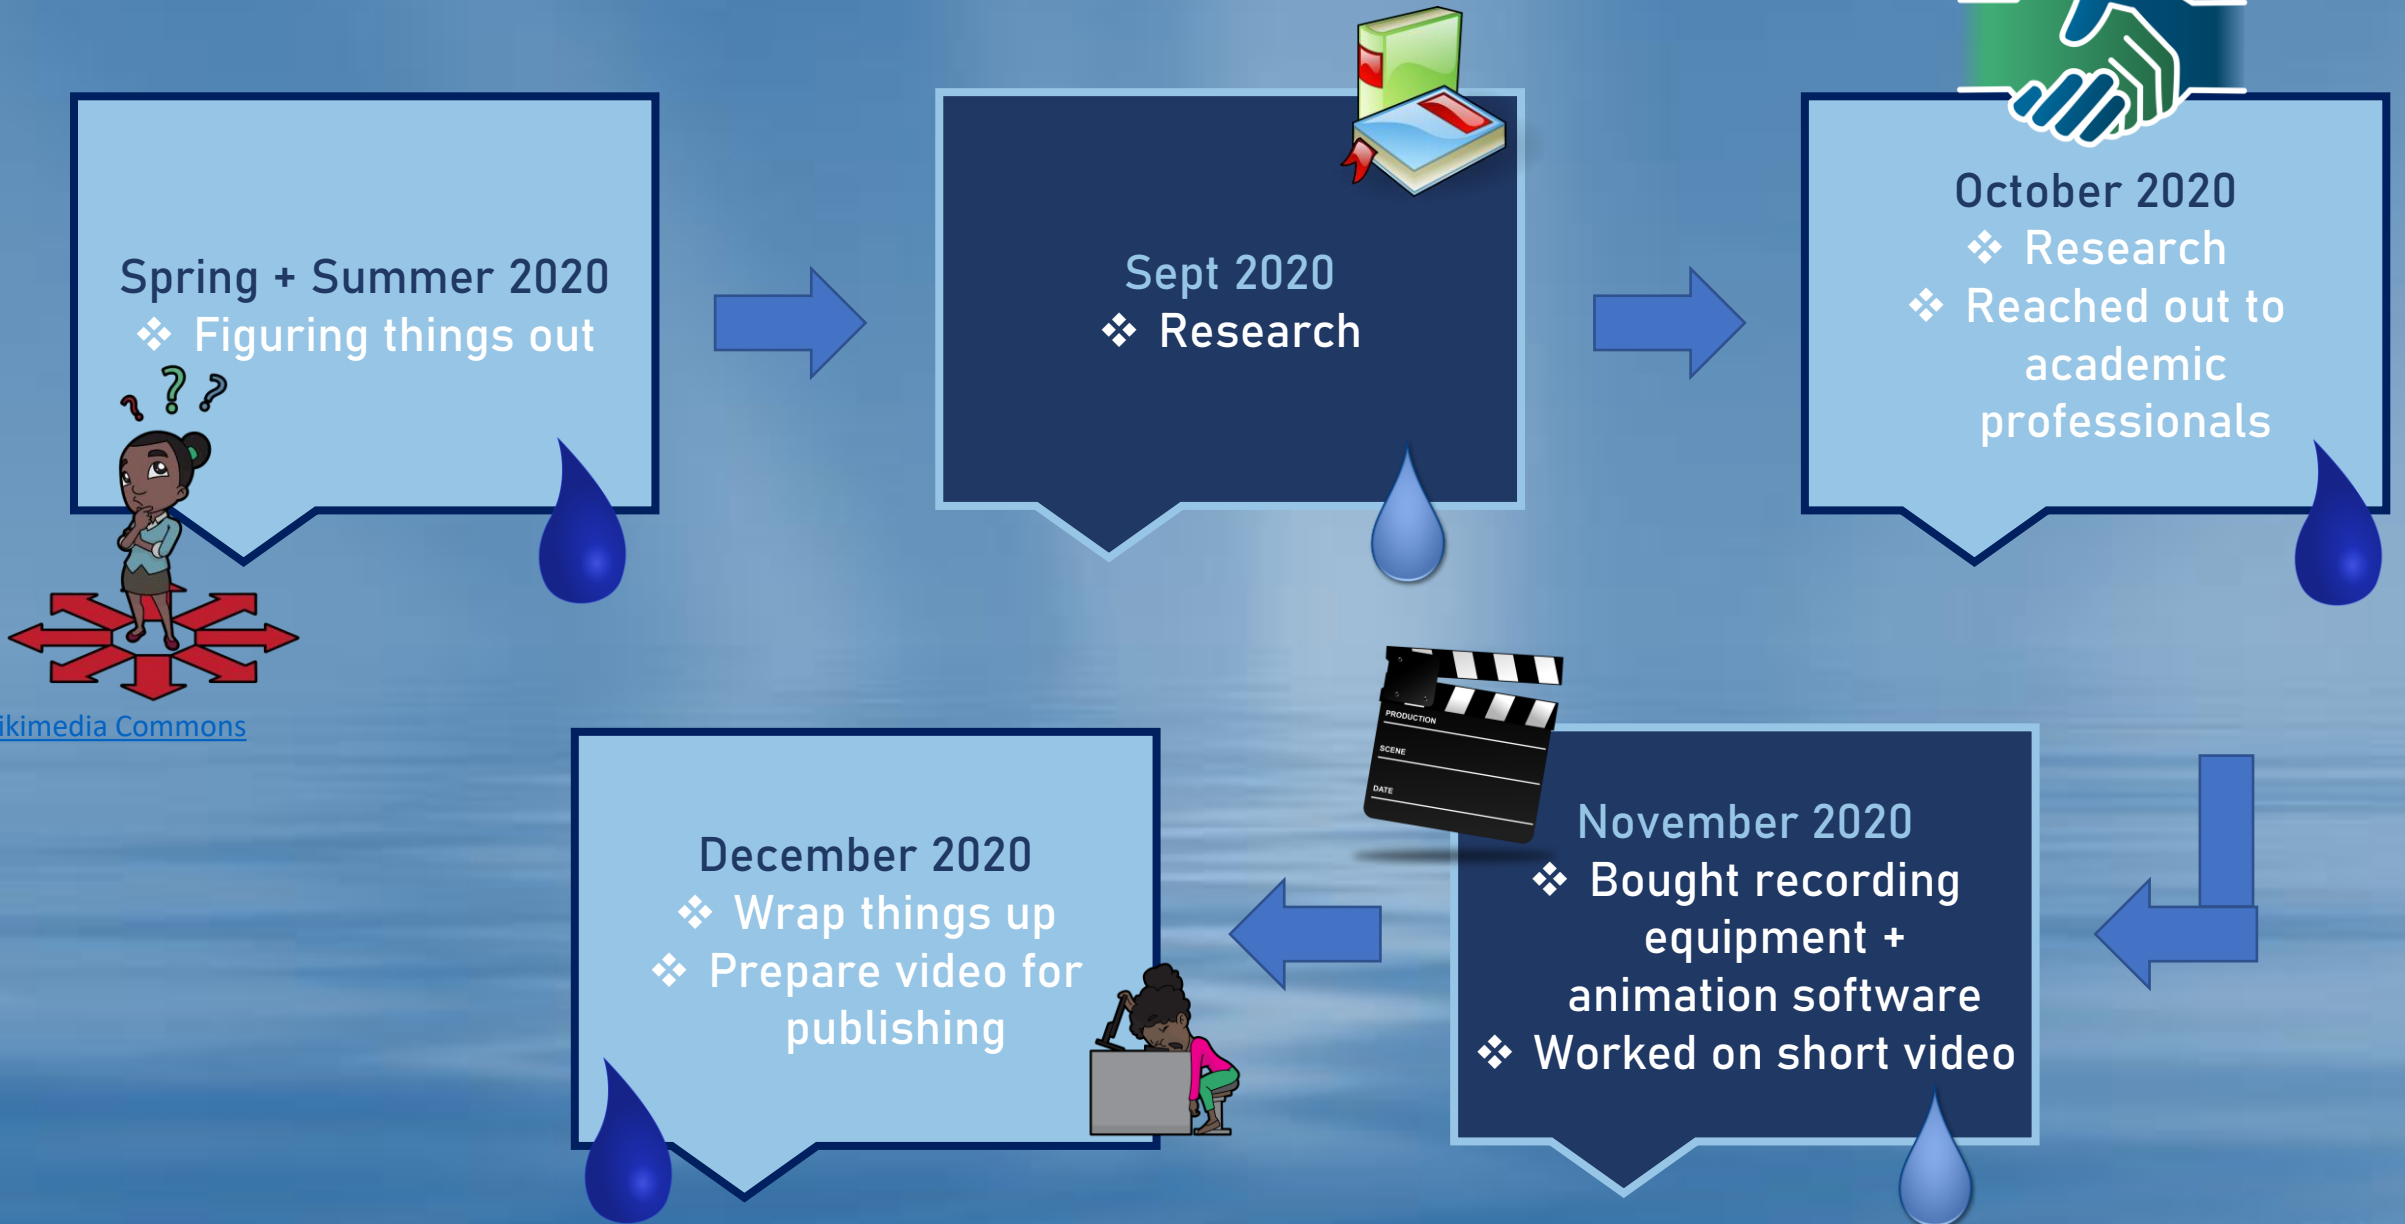 Spring + Summer 2020
❖ Figuring things out
Sept 2020
❖ Research
October 2020
❖ Research
❖ Reached out to
academic
professionals
ikimedia Commons
PRODUCTION
SCENE
DATE
November 2020
❖ Bought recording
equipment +
animation software
❖ Worked on short video
December 2020
❖ Wrap things up
❖ Prepare video for
publishing